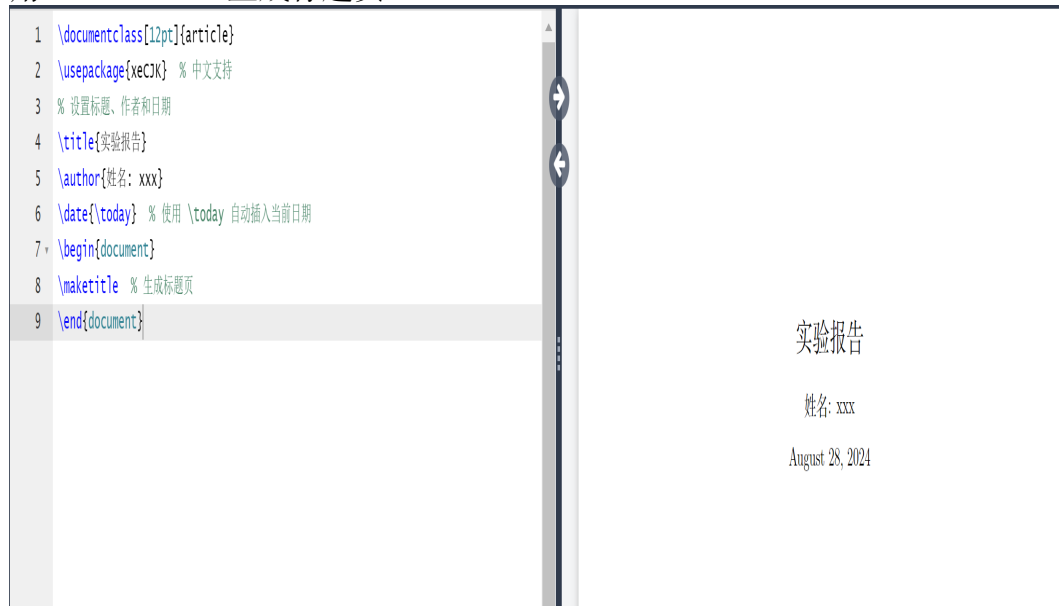 1 \documentclass[12pt]{article}
2 \usepackage{xeCJK} % 中文支持
3 % 设置标题、作者和日期
4 \title{实验报告}
5 \author{姓名: xxx}
6 \date{\today} % 使用 \today 自动插入当前日期
7 \begin{document}
8 \maketitle % 生成标题页
9 \end{document}
实验报告
姓名: xxx
August 28, 2024